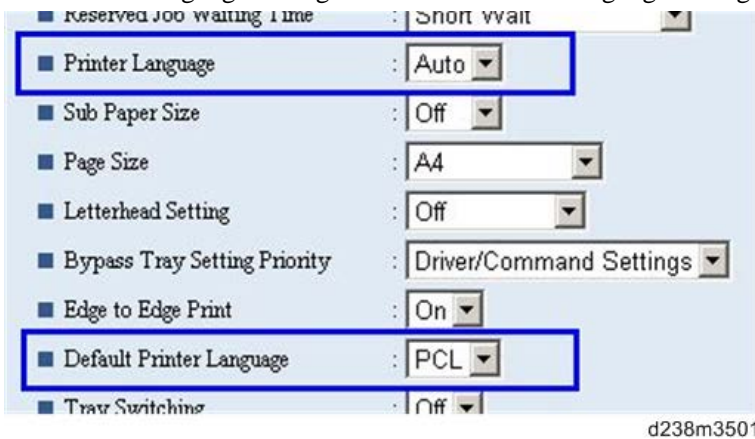 Reserved Job Waiting Time : Short Wait
Printer Language : Auto
Sub Paper Size : Off
Page Size : A4
Letterhead Setting : Off
Bypass Tray Setting Priority : Driver/Command Settings
Edge to Edge Print : On
Default Printer Language : PCL
Tray Switching : Off
d238m3501